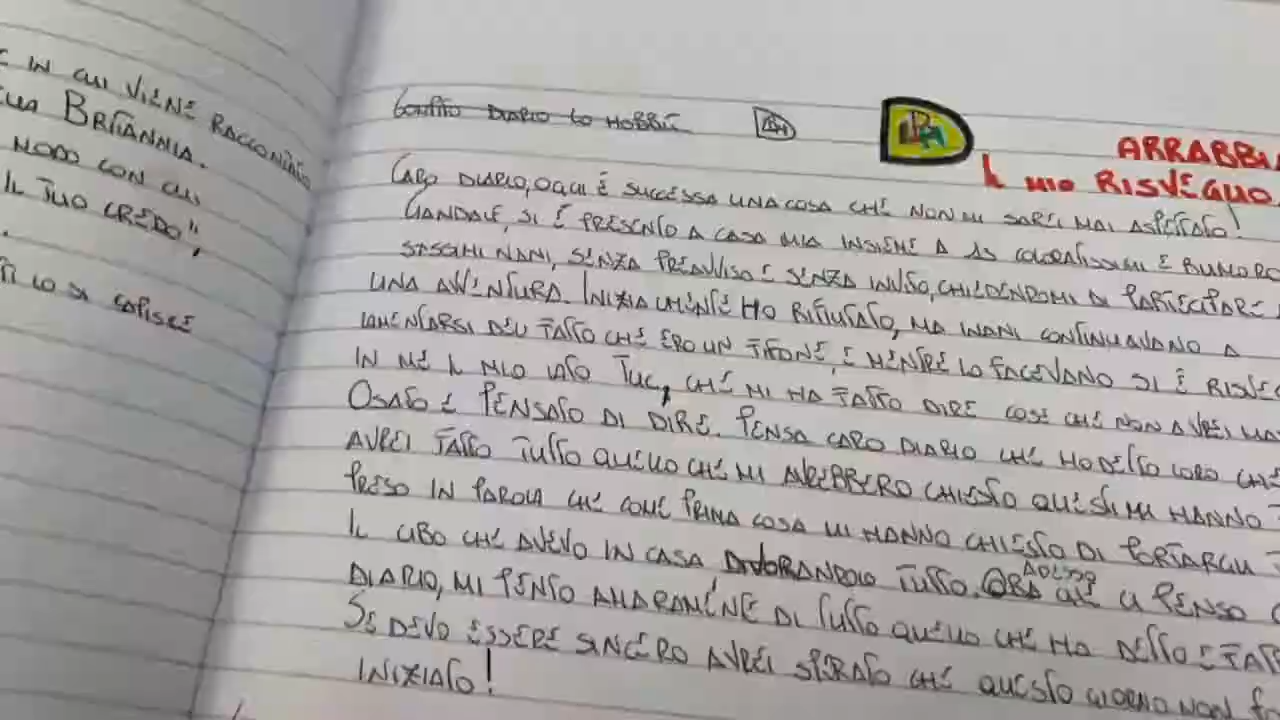 IN CUI VIENE RACCONTATO
BRITANNIA.
MODO CON CUI
IL TUO CREDO",
LO SI CAPISCE
DIARIO LO HOBBIT
ARRABBIA
IL MIO RISVEGLIO
CARO DIARIO, OGGI È SUCCESSA UNA COSA CHE NON MI SAREI MAI ASPETTATO!
GANDALF, SI È PRESENTO A CASA MIA INSIEME A 13 COLORATISSIMI E RUMORO
SISSIMI NANI, SENZA PREAVVISO E SENZA INVITO, CHIEDENDOMI DI PARTECIPARE A
UNA AVVENTURA. INIZIALMENTE HO RIFIUTATO, MA I NANI CONTINUAVANO A
LAMENTARSI DEL FATTO CHE ERO UN FIFONE, E MENTRE LO FACEVANO SI È RISVE
IN ME IL MIO LATO TUC, CHE MI HA FATTO DIRE COSE CHE NON AVREI MA
OSATO E PENSATO DI DIRE. PENSA CARO DIARIO CHE HO DETTO LORO CHE
AVREI FATTO TUTTO QUELLO CHE MI AVREBBERO CHIESTO QUESTI MI HANNO
PRESO IN PAROLA CHE COME PRIMA COSA MI HANNO CHIESTO DI PORTARGLI T
IL CIBO CHE AVEVO IN CASA DIVORANDOLO TUTTO. ORA ADESSO CHE CI PENSO C
DIARIO, MI PENTO AMARAMENTE DI TUTTO QUELLO CHE HO DETTO E FATT
SE DEVO ESSERE SINCERO AVREI SPERATO CHE QUESTO GIORNO NON FO
INIZIATO!